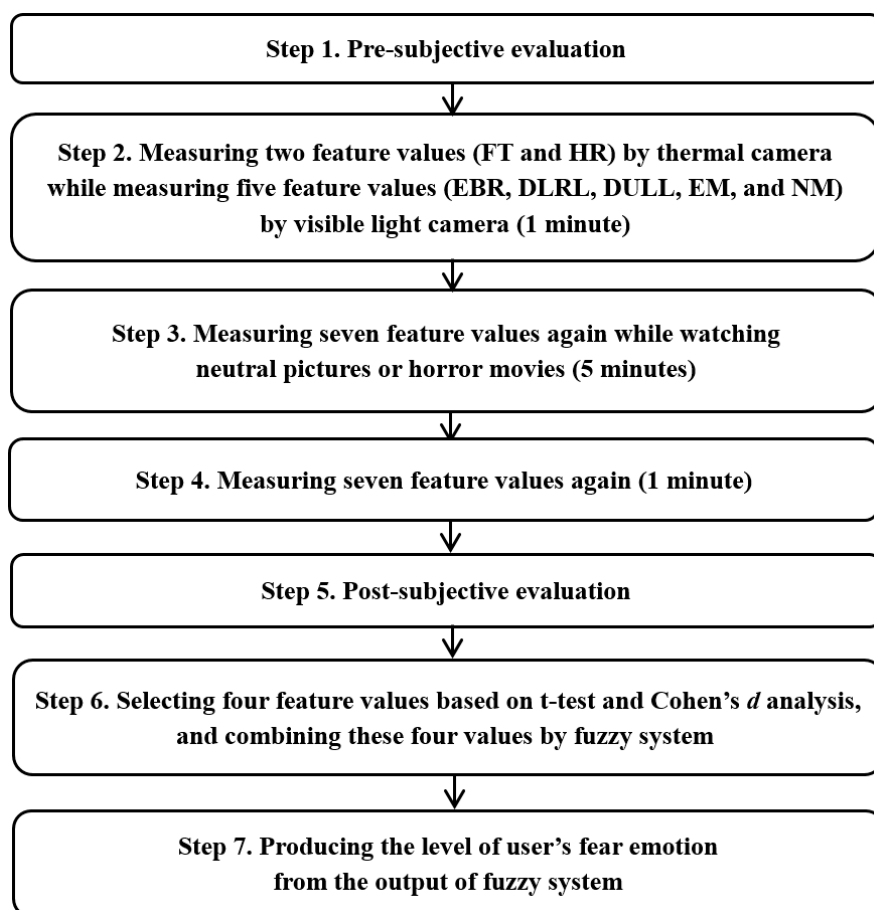 Step 1. Pre-subjective evaluation
Step 2. Measuring two feature values (FT and HR) by thermal camera
while measuring five feature values (EBR, DLRL, DULL, EM, and NM)
by visible light camera (1 minute)
Step 3. Measuring seven feature values again while watching
neutral pictures or horror movies (5 minutes)
Step 4. Measuring seven feature values again (1 minute)
Step 5. Post-subjective evaluation
Step 6. Selecting four feature values based on t-test and Cohen’s d analysis,
and combining these four values by fuzzy system
Step 7. Producing the level of user’s fear emotion
from the output of fuzzy system